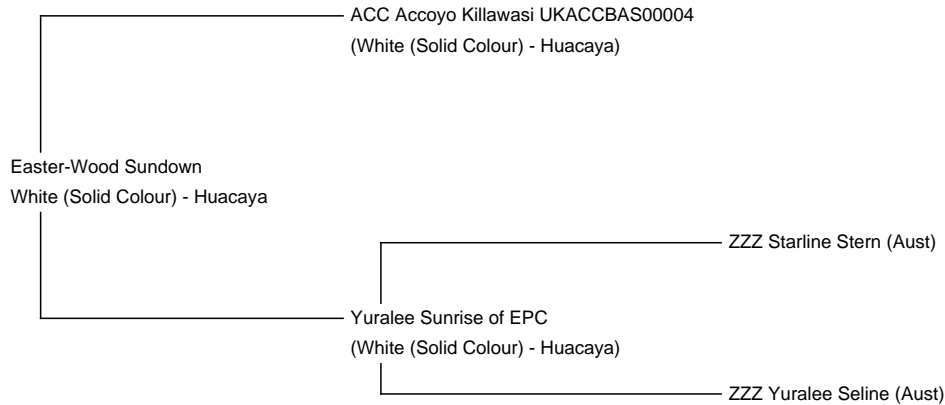 ACC Accoyo Killawasi UKACCBAS00004
(White (Solid Colour) - Huacaya)
Easter-Wood Sundown
White (Solid Colour) - Huacaya
ZZZ Starline Stern (Aust)
Yuralee Sunrise of EPC
(White (Solid Colour) - Huacaya)
ZZZ Yuralee Seline (Aust)